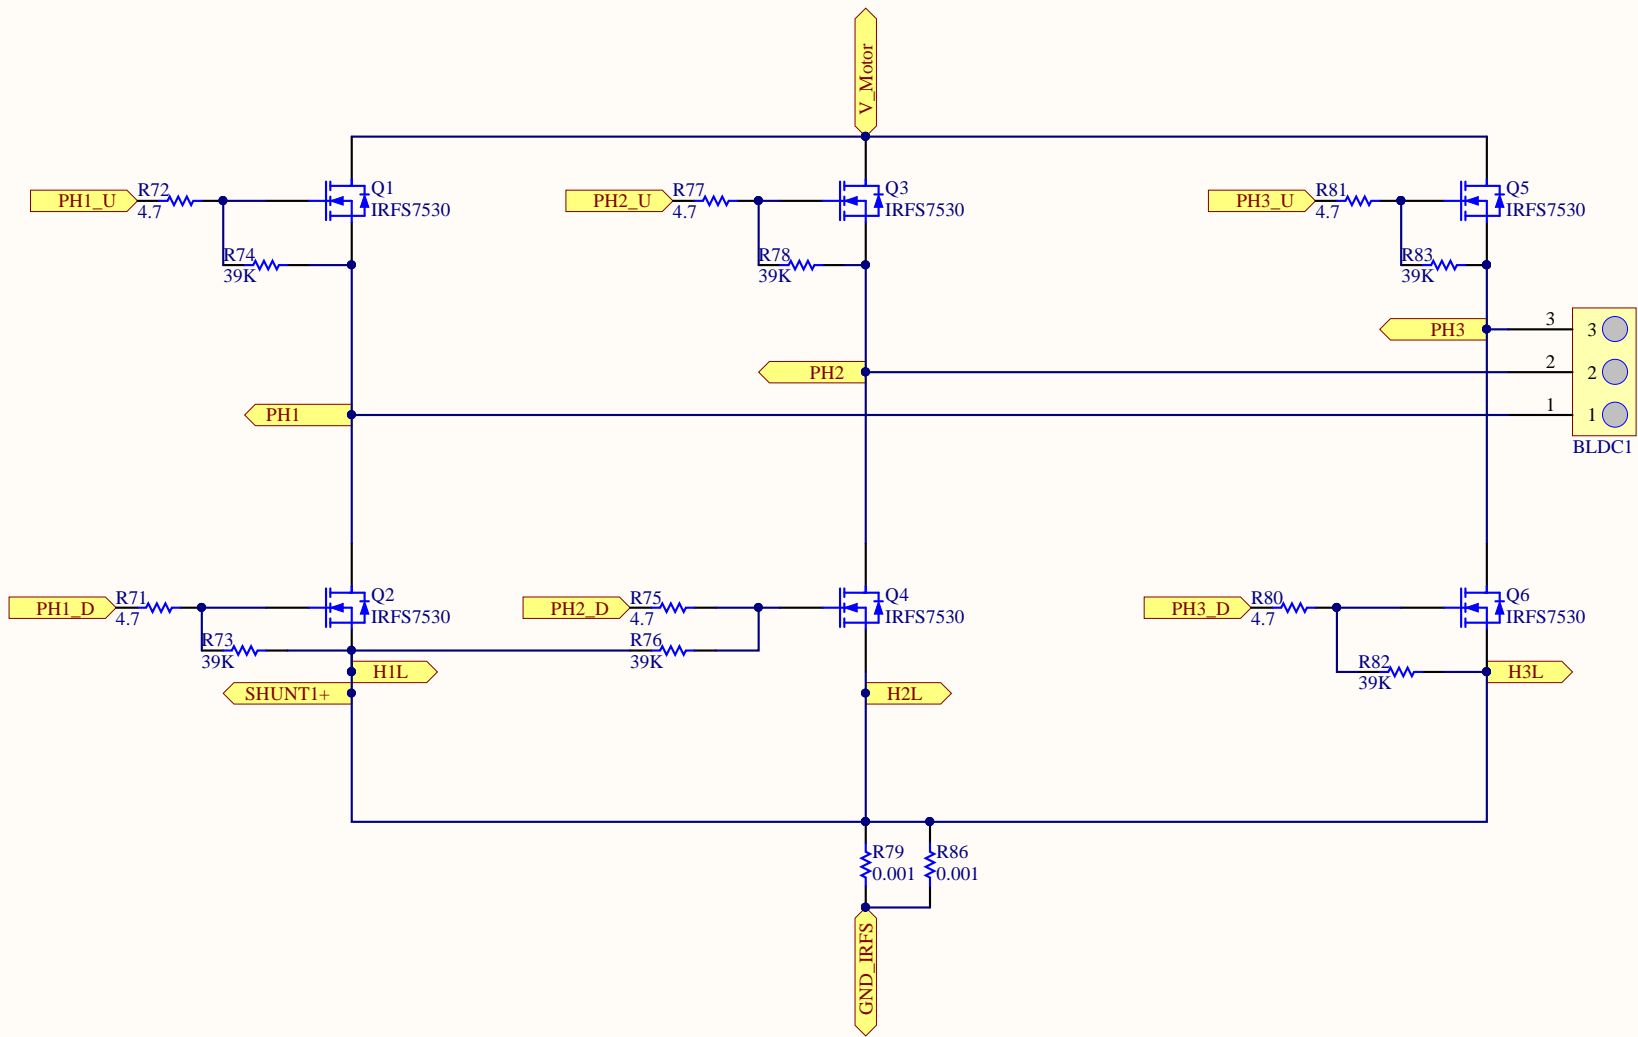 V_Motor
PH1_U
R72
4.7
Q1
IRFS7530
R74
39K
PH2_U
R77
4.7
Q3
IRFS7530
R78
39K
PH3_U
R81
4.7
Q5
IRFS7530
R83
39K
PH3
3
3
PH2
2
2
PH1
1
1
BLDC1
PH1_D
R71
4.7
Q2
IRFS7530
R73
39K
H1L
SHUNT1+
PH2_D
R75
4.7
Q4
IRFS7530
R76
39K
H2L
PH3_D
R80
4.7
Q6
IRFS7530
R82
39K
H3L
R79
0.001
R86
0.001
GND_IRFS